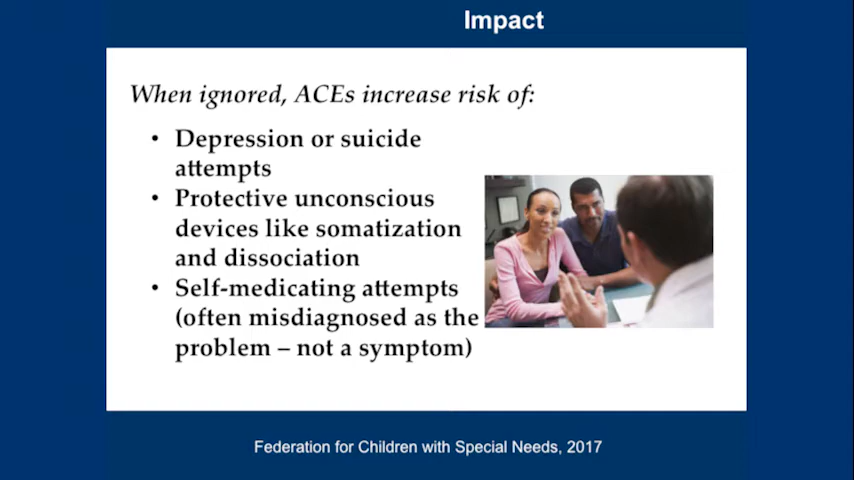 Impact
When ignored, ACEs increase risk of:
• Depression or suicide
attempts
• Protective unconscious
devices like somatization
and dissociation
• Self-medicating attempts
(often misdiagnosed as the
problem – not a symptom)
Federation for Children with Special Needs, 2017